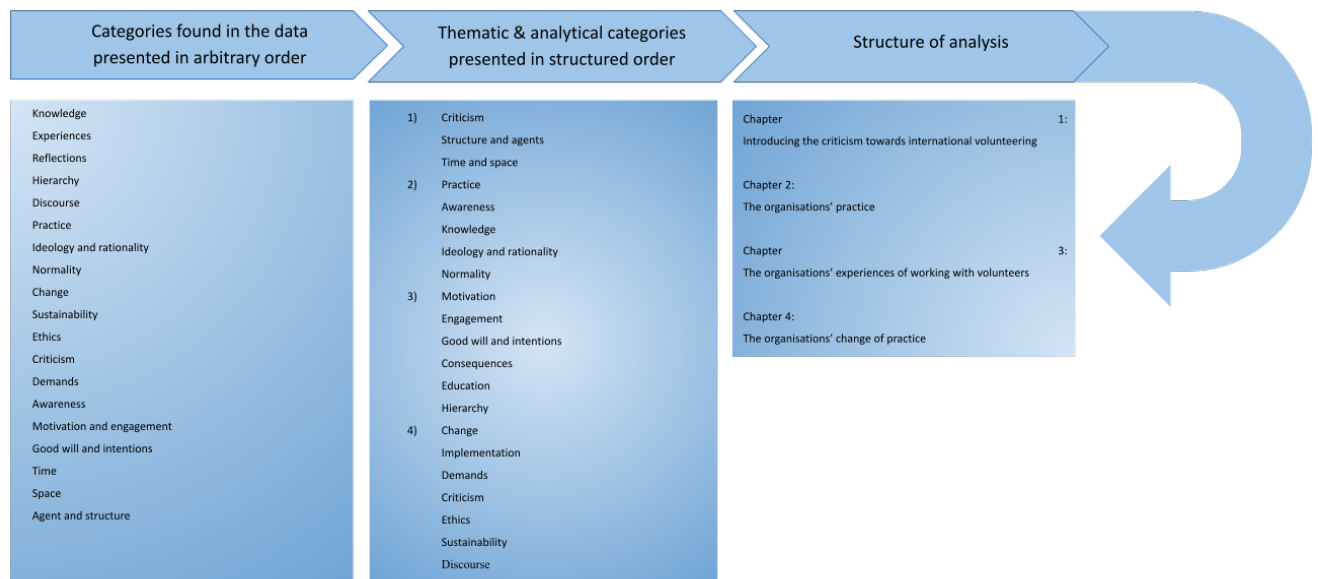 Categories found in the data
presented in arbitrary order
Thematic & analytical categories
presented in structured order
Structure of analysis
Knowledge
Experiences
Reflections
Hierarchy
Discourse
Practice
Ideology and rationality
Normality
Change
Sustainability
Ethics
Criticism
Demands
Awareness
Motivation and engagement
Good will and intentions
Time
Space
Agent and structure
1) Criticism
Structure and agents
Time and space
2) Practice
Awareness
Knowledge
Ideology and rationality
Normality
3) Motivation
Engagement
Good will and intentions
Consequences
Education
Hierarchy
4) Change
Implementation
Demands
Criticism
Ethics
Sustainability
Discourse
Chapter 1:
Introducing the criticism towards international volunteering
Chapter 2:
The organisations’ practice
Chapter 3:
The organisations’ experiences of working with volunteers
Chapter 4:
The organisations’ change of practice